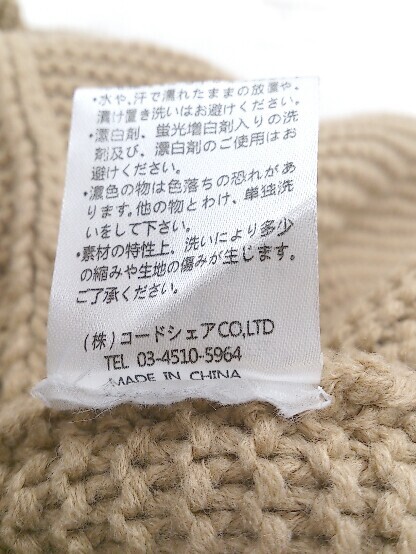 ・水や、汗で濡れたままの放置や、
漬け置き洗いはお避けください。
・漂白剤、蛍光増白剤入りの洗
剤及び、漂白剤のご使用はお
避けください。
・濃色の物は色落ちの恐れがあ
ります。他の物とわけ、単独洗
いをして下さい。
・素材の特性上、洗いにより多少
の縮みや生地の傷みが生じます。
ご了承ください。
(株)コードシェアCO,LTD
TEL 03-4510-5964
MADE IN CHINA